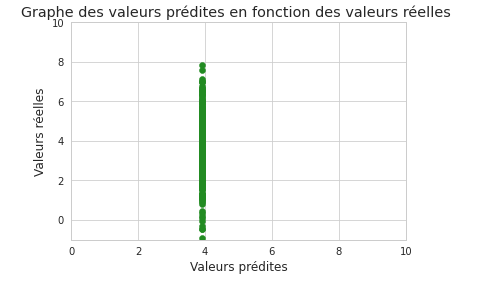 Graphe des valeurs prédites en fonction des valeurs réelles
10
8
6
4
2
0
Valeurs réelles
0 2 4 6 8 10
Valeurs prédites